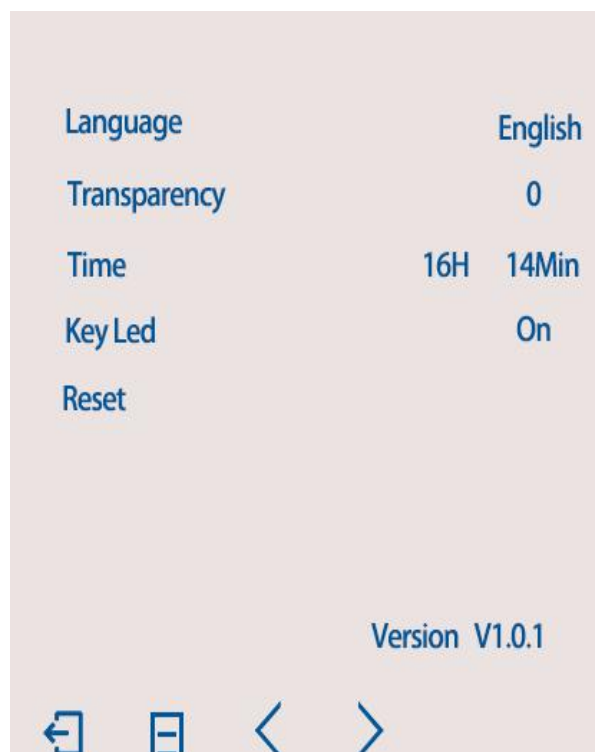 Language English
Transparency 0
Time 16H 14Min
Key Led On
Reset
Version V1.0.1